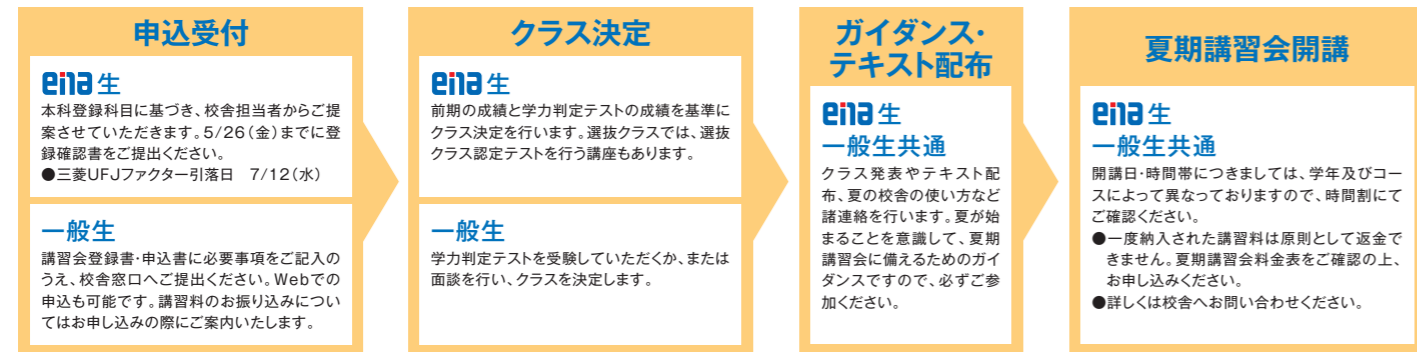 申込受付
ena生
本科登録科目に基づき、校舎担当者からご提
案させていただきます。5/26（金）までに登
録確認書をご提出ください。
●三菱UFJファクター引落日　7/12（水）
一般生
講習会登録書・申込書に必要事項をご記入の
うえ、校舎窓口へご提出ください。Webでの
申込も可能です。講習料のお振り込みについ
てはお申し込みの際にご案内いたします。
クラス決定
ena生
前期の成績と学力判定テストの成績を基準に
クラス決定を行います。選抜クラスでは、選抜
クラス認定テストを行う講座もあります。
一般生
学力判定テストを受験していただくか、または
面談を行い、クラスを決定します。
ガイダンス・
テキスト配布
ena生
一般生共通
クラス発表やテキスト配
布、夏の校舎の使い方など
諸連絡を行います。夏が始
まることを意識して、夏期
講習会に備えるためのガイ
ダンスですので、必ずご参
加ください。
夏期講習会開講
ena生
一般生共通
開講日・時間帯につきましては、学年及びコー
スによって異なっておりますので、時間割にて
ご確認ください。
●一度納入された講習料は原則として返金で
きません。夏期講習会料金表をご確認の上、
お申し込みください。
●詳しくは校舎へお問い合わせください。